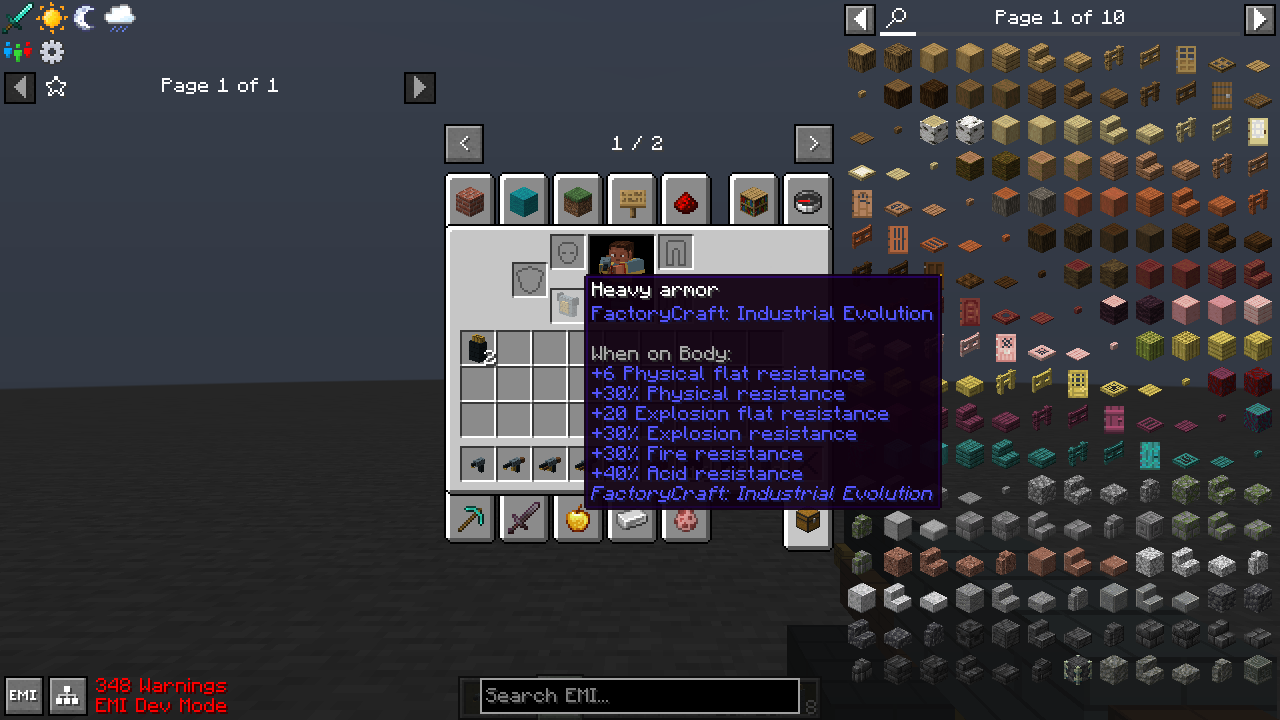 Page 1 of 10
Page 1 of 1
< 1 / 2 >
Heavy armor
FactoryCraft: Industrial Evolution
When on Body:
+6 Physical flat resistance
+30% Physical resistance
+20 Explosion flat resistance
+30% Explosion resistance
+30% Fire resistance
+40% Acid resistance
FactoryCraft: Industrial Evolution
2
EMI
348 Warnings
EMI Dev Mode
Search EMI...
8